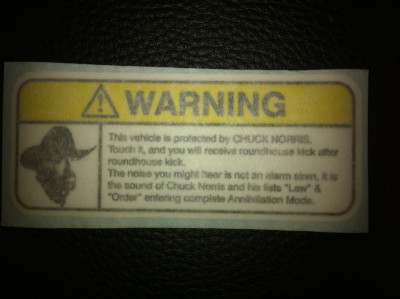 WARNING
This vehicle is protected by CHUCK NORRIS.
Touch it, and you will receive roundhouse kick after
roundhouse kick.
The noise you might hear is not an alarm siren, it is
the sound of Chuck Norris and his fists "Law" &
"Order" entering complete Annihilation Mode.